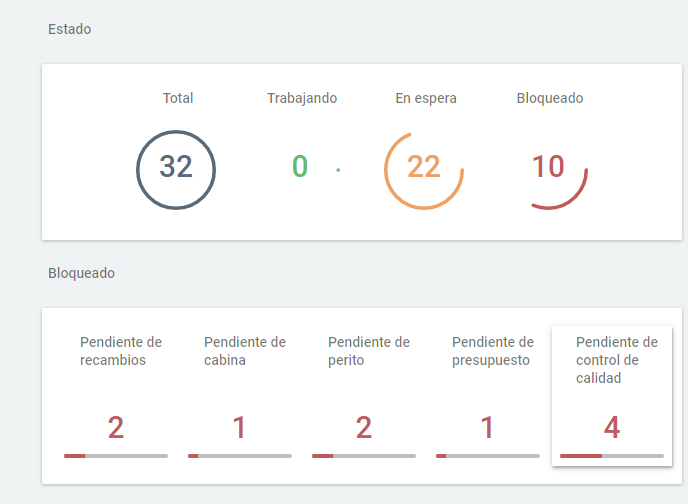 Estado
Total Trabajando En espera Bloqueado
32 0 22 10
Bloqueado
Pendiente de recambios
Pendiente de cabina
Pendiente de perito
Pendiente de presupuesto
Pendiente de control de calidad
2 1 2 1 4